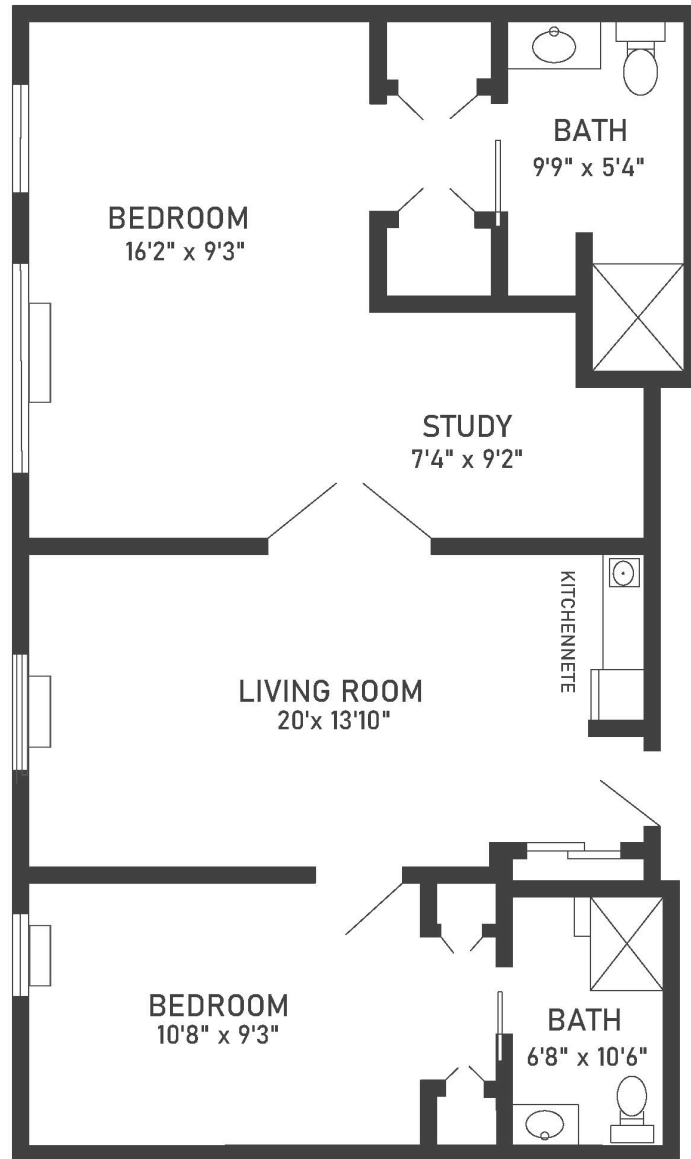 BATH
9'9" x 5'4"
BEDROOM
16'2" x 9'3"
STUDY
7'4" x 9'2"
KITCHENNETE
LIVING ROOM
20'x 13'10"
BEDROOM
10'8" x 9'3"
BATH
6'8" x 10'6"